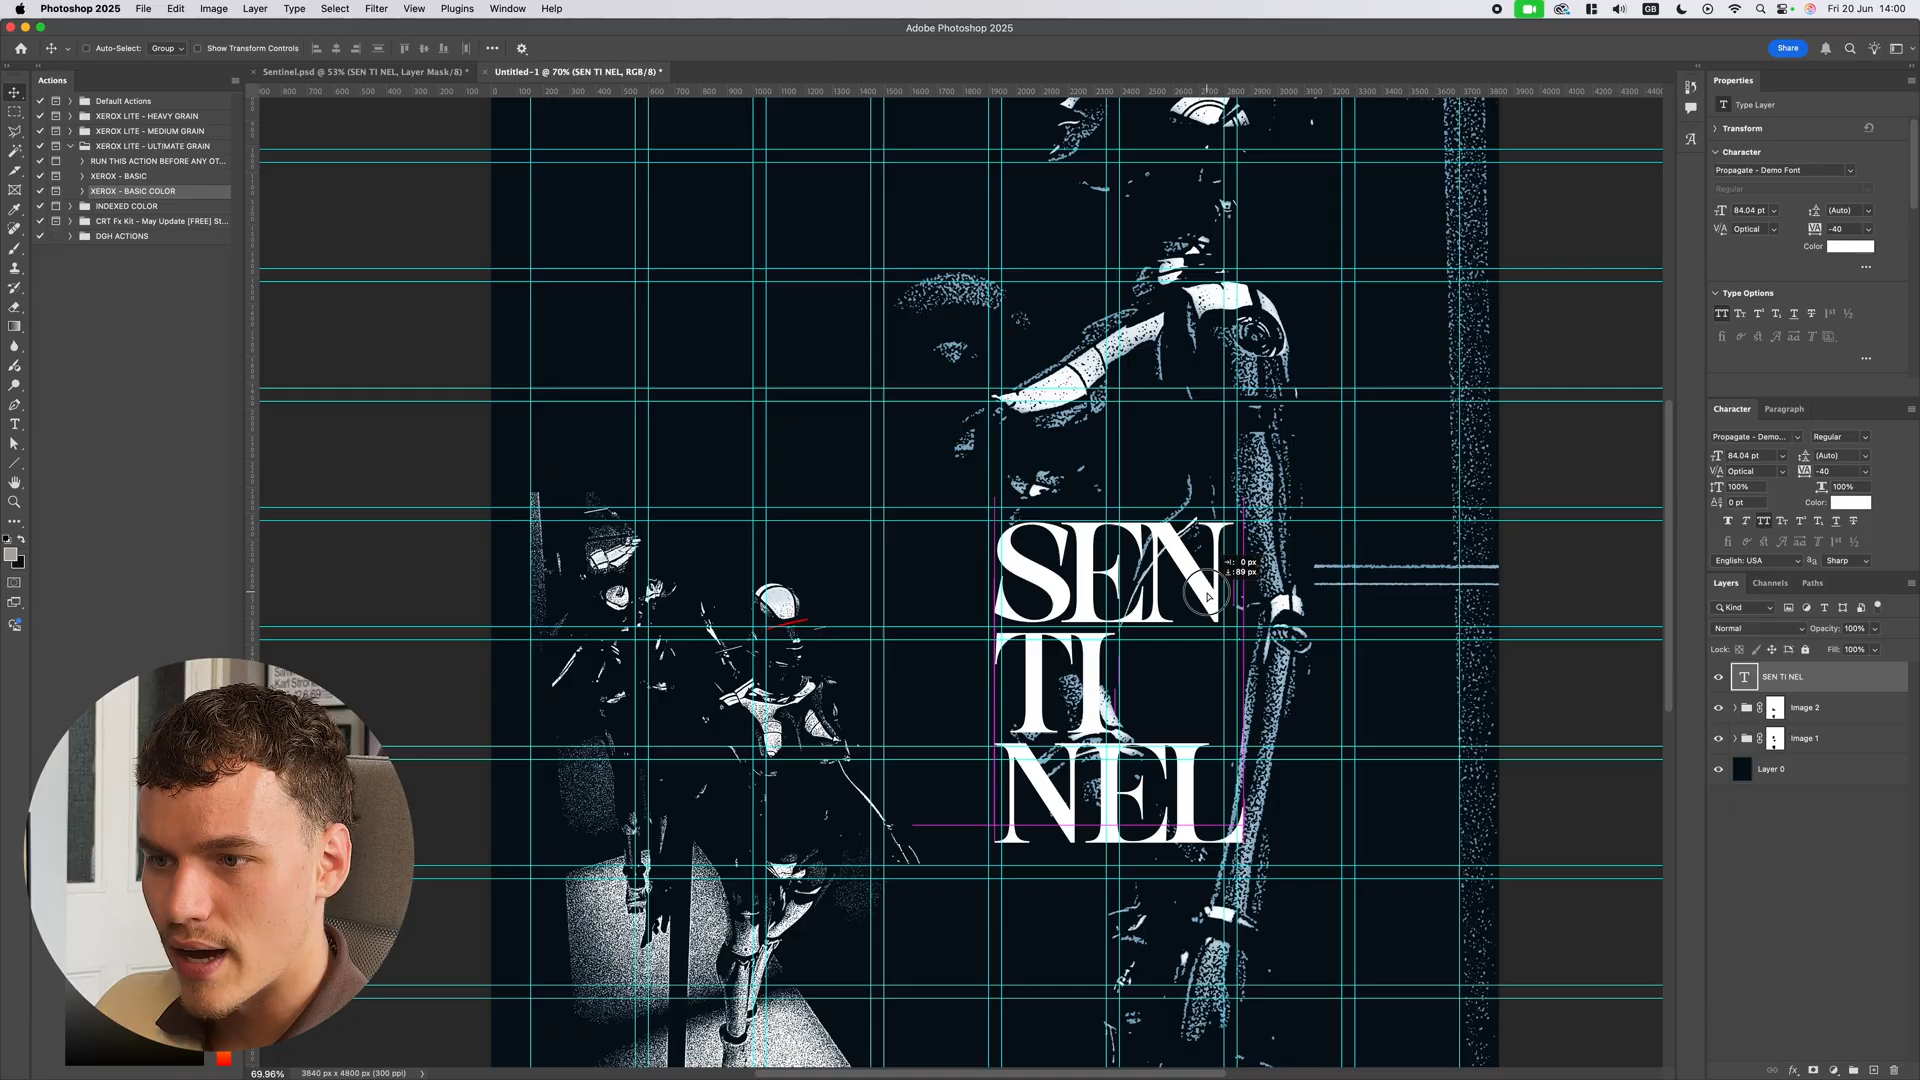 Photoshop 2025 File Edit Image Layer Type Select Filter View Plugins Window Help
GB
Fri 20 Jun 14:00
Adobe Photoshop 2025
Auto-Select: Group Show Transform Controls
Share
Actions
Sentinel.psd @ 53% (SEN TI NEL, Layer Mask/8) *
Untitled-1 @ 70% (SEN TI NEL, RGB/8) *
Default Actions
XEROX LITE - HEAVY GRAIN
XEROX LITE - MEDIUM GRAIN
XEROX LITE - ULTIMATE GRAIN
RUN THIS ACTION BEFORE ANY OT...
XEROX - BASIC
XEROX - BASIC COLOR
INDEXED COLOR
CRT Fx Kit - May Update [FREE] St...
DGH ACTIONS
SEN
TI
NEL
: 0 px
: 89 px
69.96% 3840 px x 4800 px (300 ppi)
Properties
Type Layer
Transform
Character
Propagate - Demo Font
Regular
84.04 pt (Auto)
Optical -40
Color
Type Options
Character Paragraph
Propagate - Demo... Regular
84.04 pt (Auto)
Optical -40
100% 100%
0 pt Color:
English: USA Sharp
Layers Channels Paths
Kind
Normal Opacity: 100%
Lock: Fill: 100%
SEN TI NEL
Image 2
Image 1
Layer 0